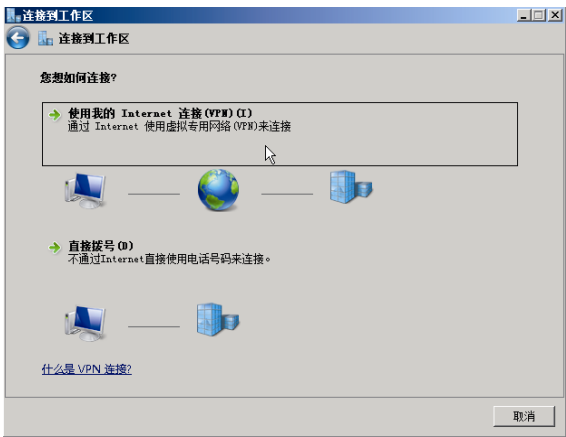 连接到工作区
连接到工作区
您想如何连接?
使用我的 Internet 连接(VPN)(I)
通过 Internet 使用虚拟专用网络(VPN)来连接
直接拨号(D)
不通过Internet直接使用电话号码来连接。
什么是 VPN 连接?
取消